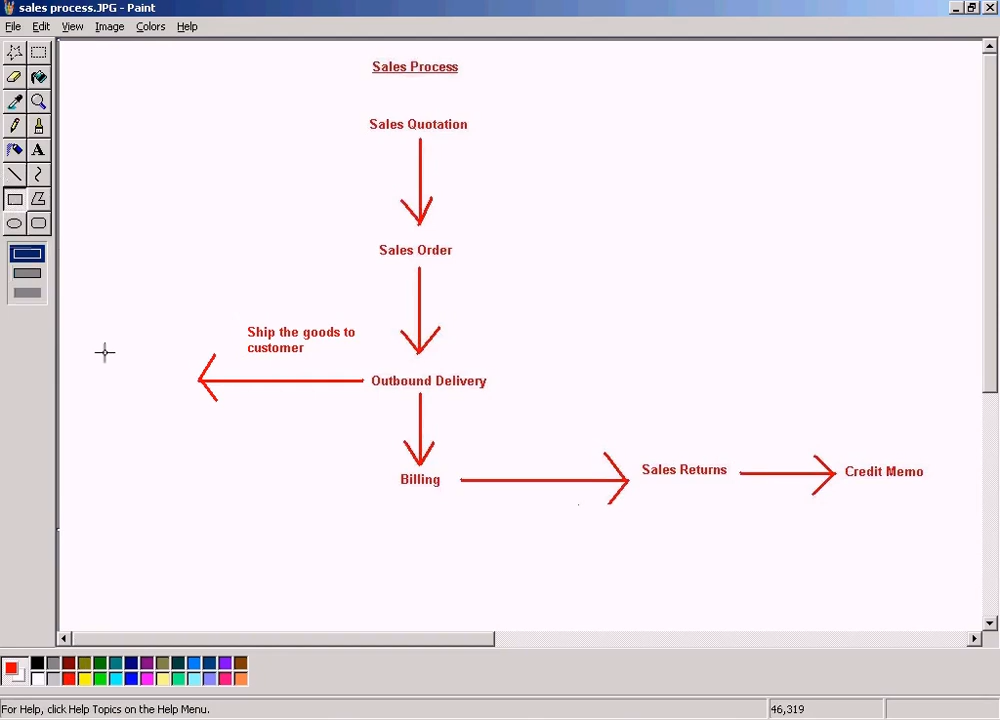 sales process.JPG - Paint
File Edit View Image Colors Help
Sales Process
Sales Quotation
Sales Order
Ship the goods to
customer
Outbound Delivery
Billing
Sales Returns
Credit Memo
For Help, click Help Topics on the Help Menu.
46,319